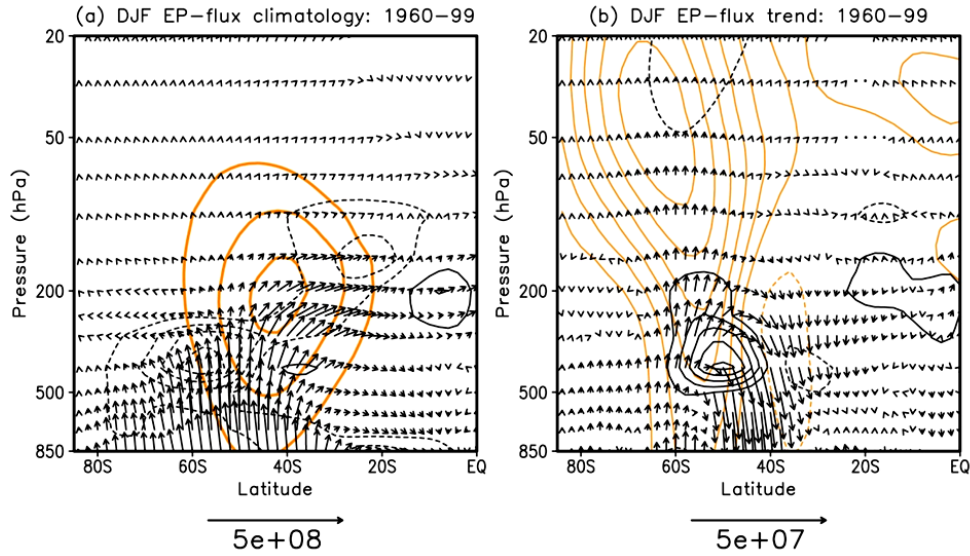 (a) DJF EP-flux climatology: 1960-99
20
50
200
500
850
Pressure (hPa)
80S 60S 40S 20S EQ
Latitude
5e+08
(b) DJF EP-flux trend: 1960-99
20
50
200
500
850
Pressure (hPa)
80S 60S 40S 20S EQ
Latitude
5e+07